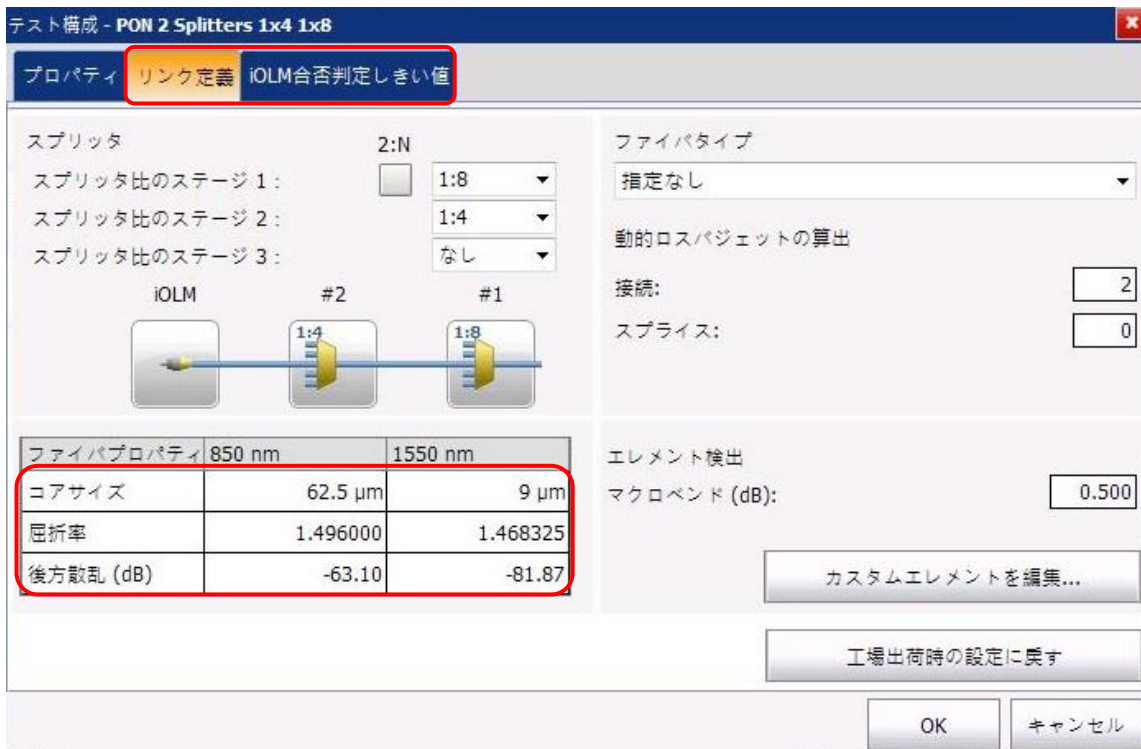 テスト構成 - PON 2 Splitters 1x4 1x8
プロパティ リンク定義 iOLM合否判定しきい値
スプリッタ 2:N
スプリッタ比のステージ 1 : 1:8
スプリッタ比のステージ 2 : 1:4
スプリッタ比のステージ 3 : なし
iOLM #2 #1
1:4 1:8
ファイバタイプ
指定なし
動的ロスバジェットの算出
接続: 2
スプライス: 0
ファイバプロパティ 850 nm 1550 nm
コアサイズ 62.5 µm 9 µm
屈折率 1.496000 1.468325
後方散乱 (dB) -63.10 -81.87
エレメント検出
マクロベンド (dB): 0.500
カスタムエレメントを編集...
工場出荷時の設定に戻す
OK キャンセル